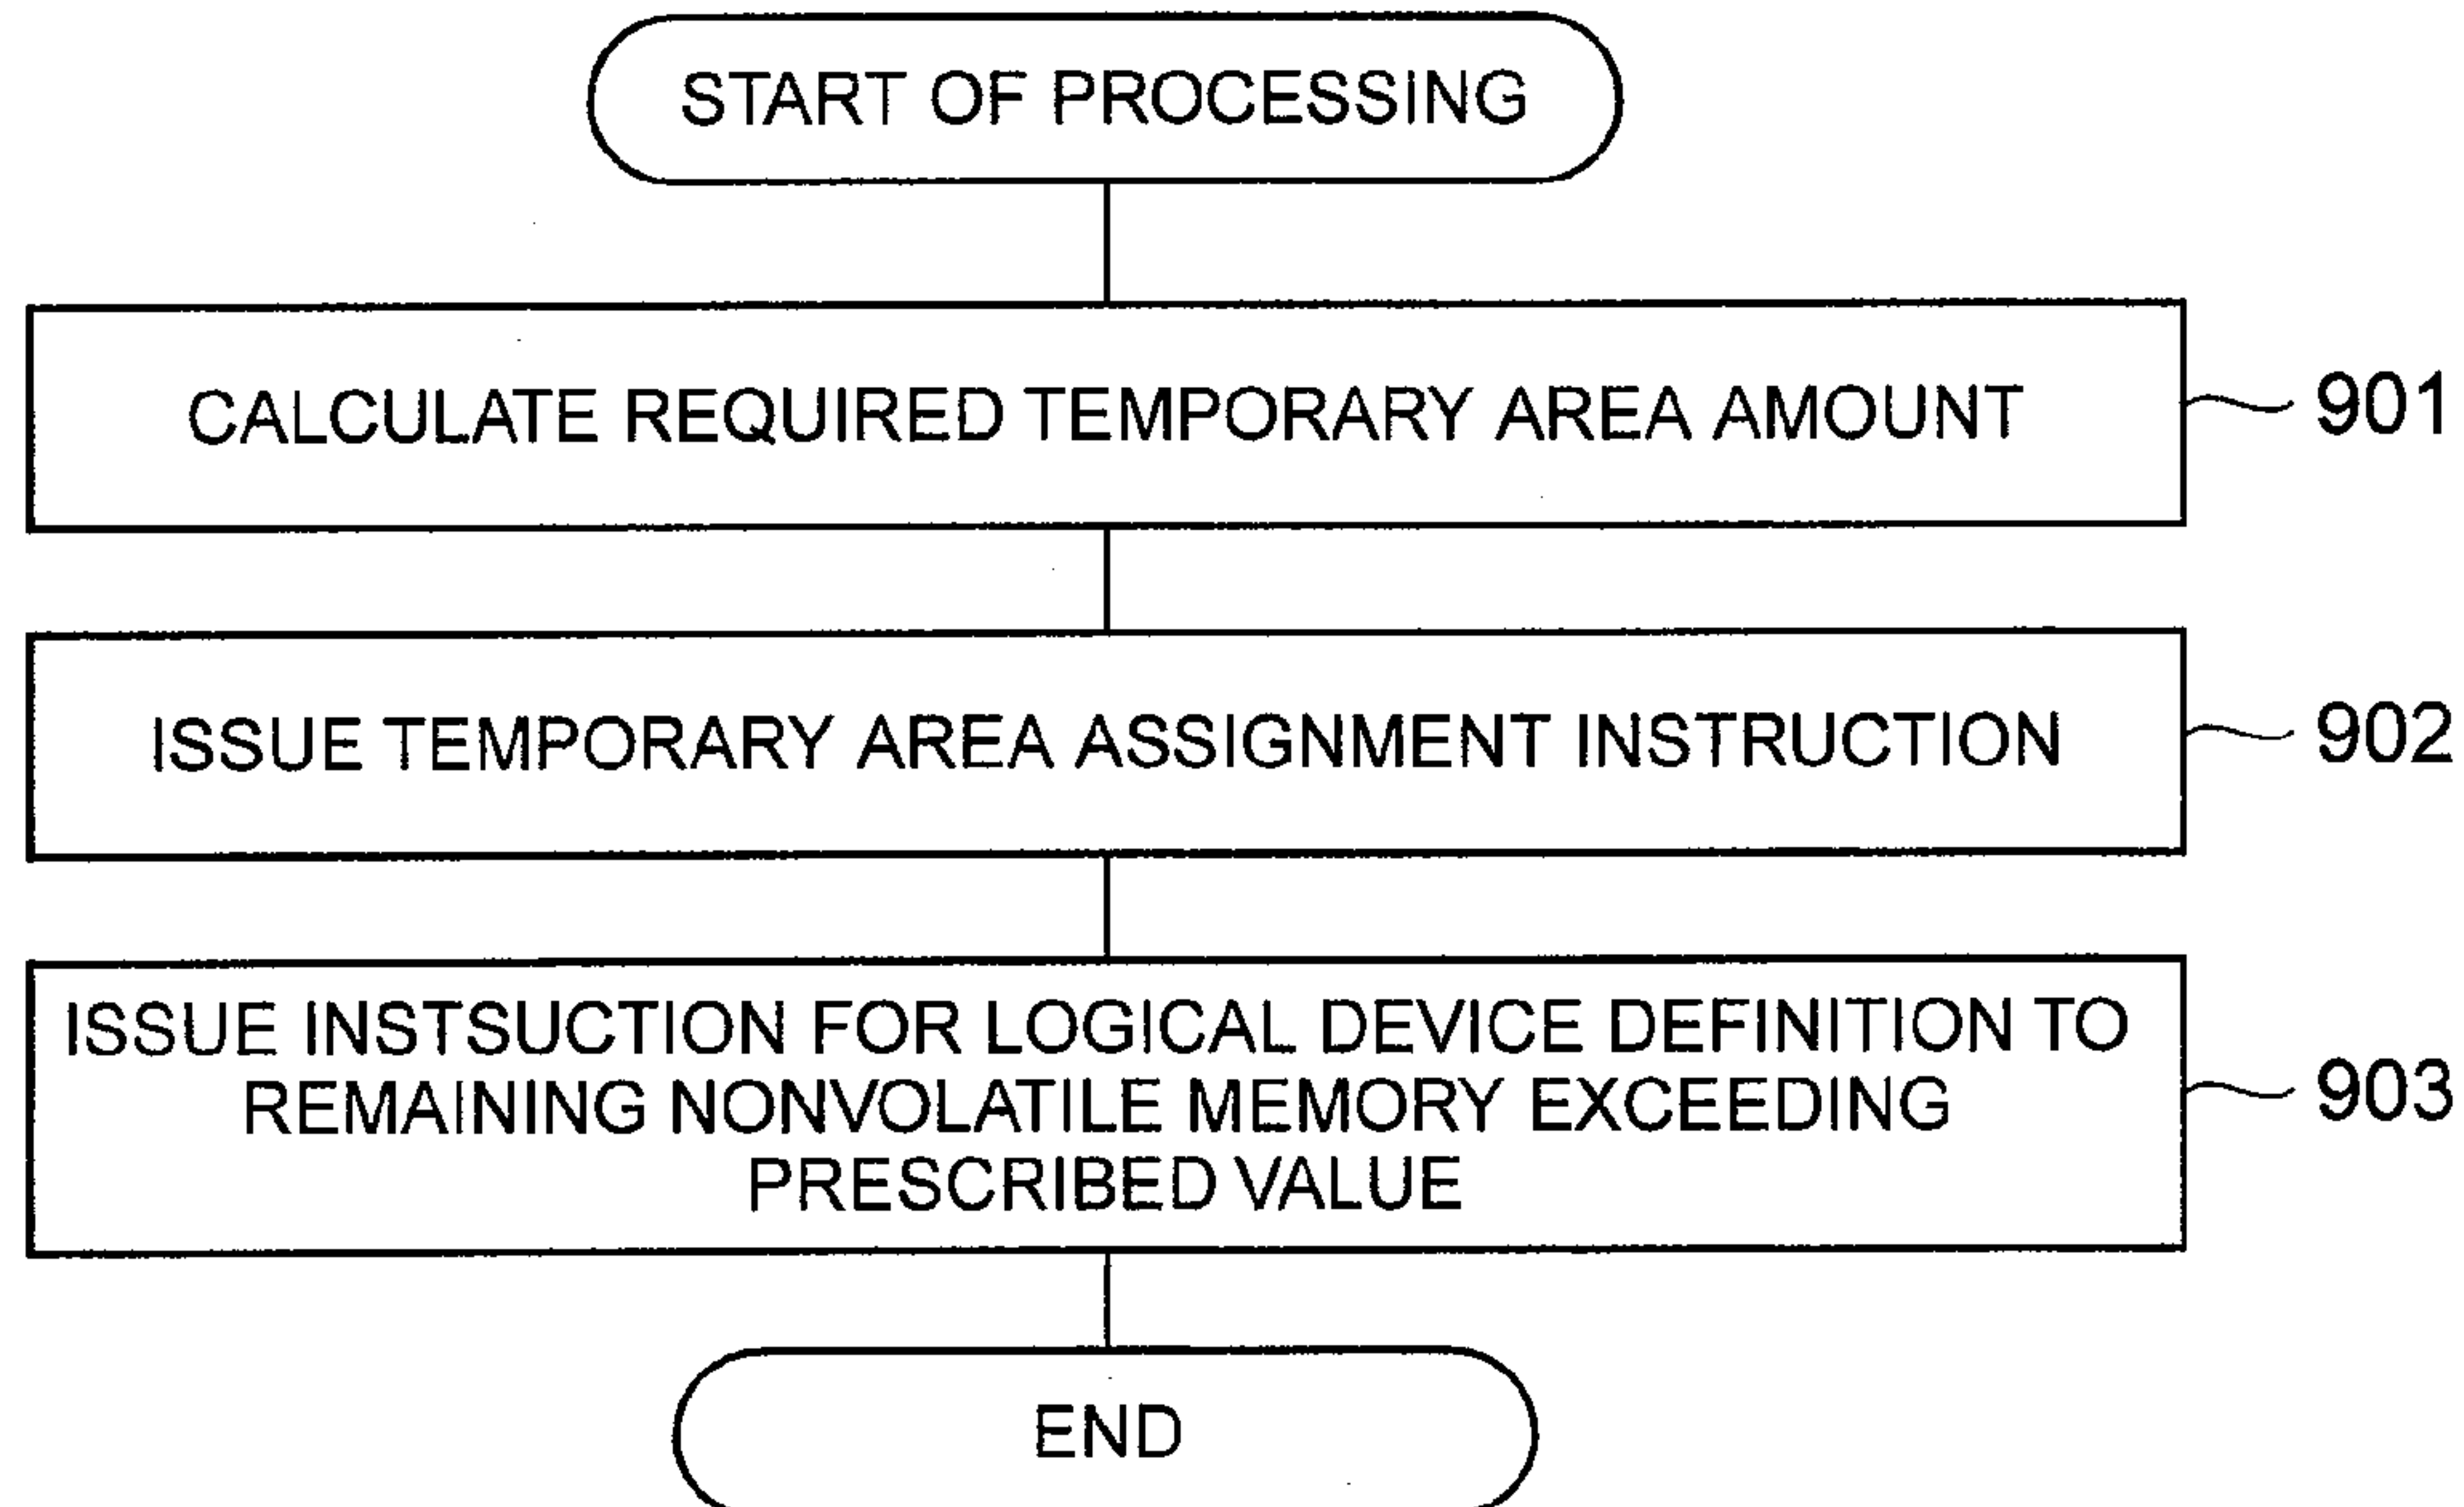 START OF PROCESSING
CALCULATE REQUIRED TEMPORARY AREA AMOUNT
901
ISSUE TEMPORARY AREA ASSIGNMENT INSTRUCTION
902
ISSUE INSTSUCTION FOR LOGICAL DEVICE DEFINITION TO
REMAINING NONVOLATILE MEMORY EXCEEDING
PRESCRIBED VALUE
903
END